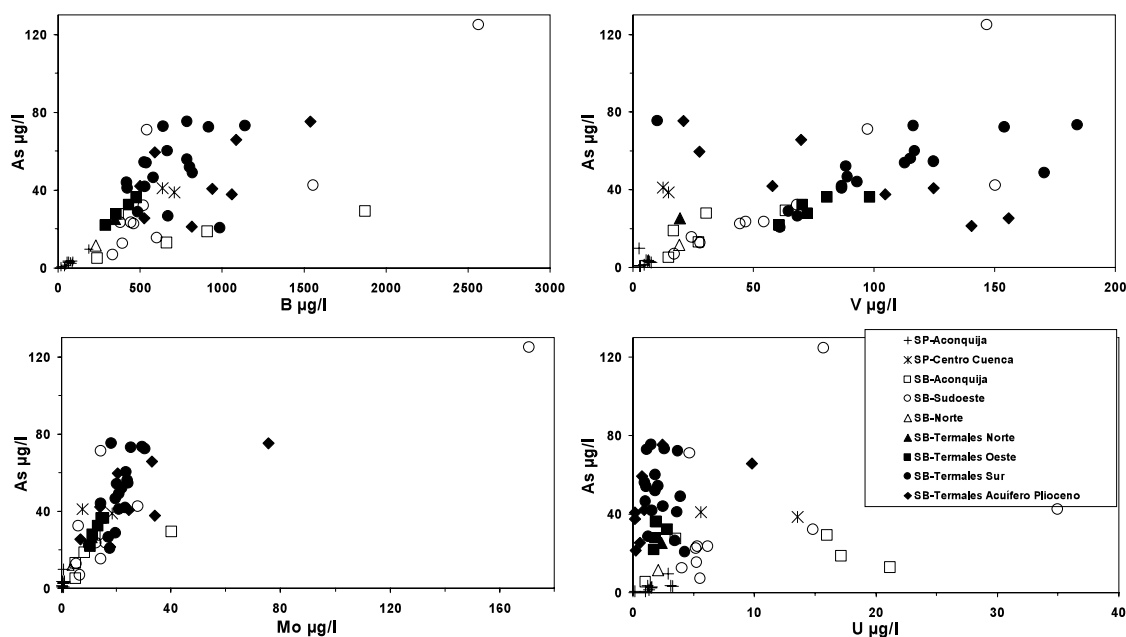 120
80
40
0
As µg/l
0
500
1000
1500
2000
2500
3000
B µg/l
120
80
40
0
As µg/l
0
50
100
150
200
V µg/l
120
80
40
0
As µg/l
0
40
80
120
160
Mo µg/l
120
80
40
0
As µg/l
0
10
20
30
40
U µg/l
SP-Aconquija
SP-Centro Cuenca
SB-Aconquija
SB-Sudoeste
SB-Norte
SB-Termales Norte
SB-Termales Oeste
SB-Termales Sur
SB-Termales Acuifero Plioceno